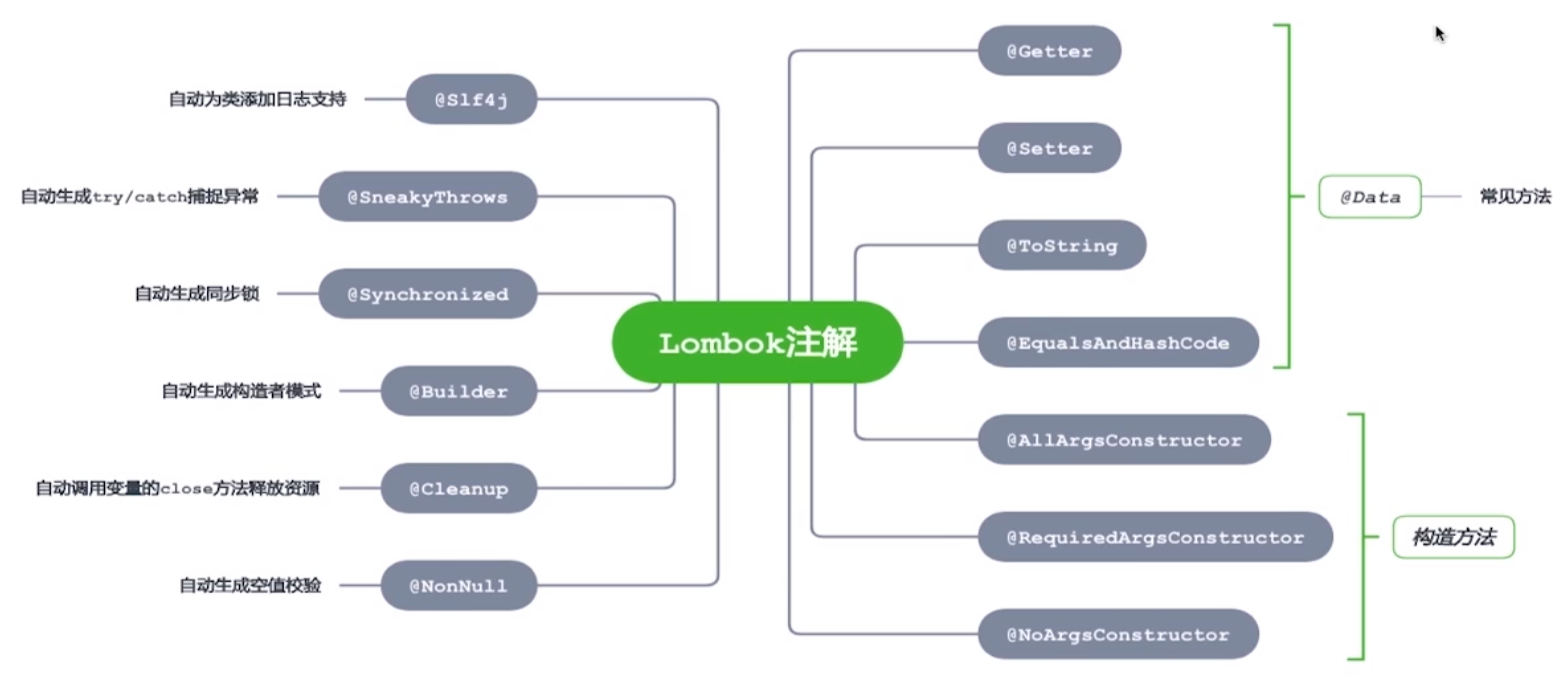 自动为类添加日志支持
@Slf4j
自动生成try/catch捕捉异常
@SneakyThrows
自动生成同步锁
@Synchronized
自动生成构造者模式
@Builder
自动调用变量的close方法释放资源
@Cleanup
自动生成空值校验
@NonNull
Lombok注解
@Getter
@Setter
@ToString
@EqualsAndHashCode
@Data
常见方法
@AllArgsConstructor
@RequiredArgsConstructor
@NoArgsConstructor
构造方法